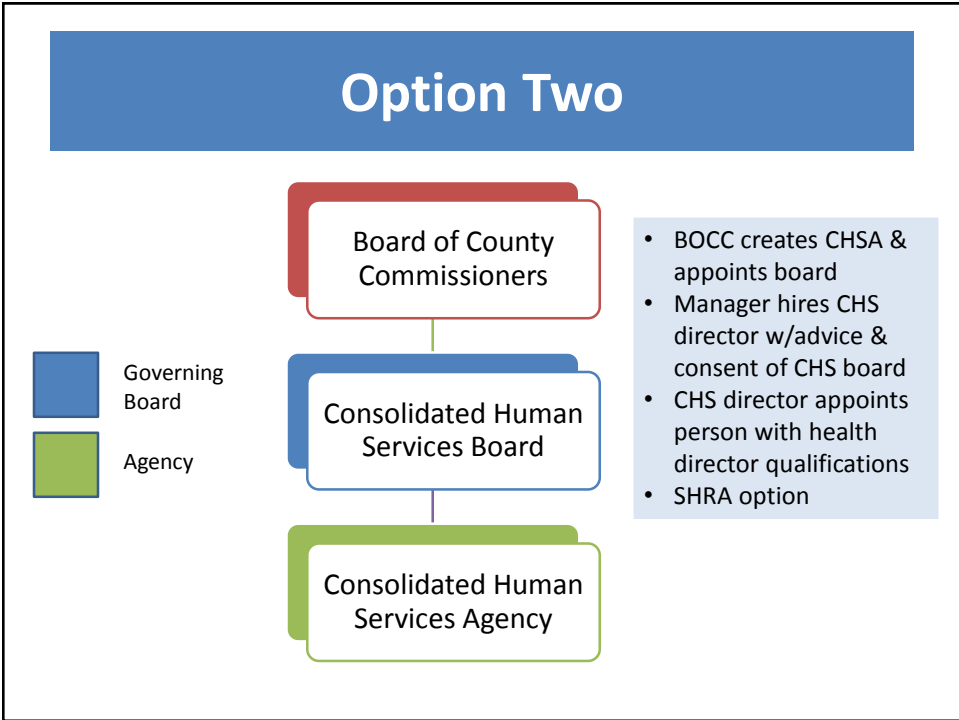 Option Two
Board of County
Commissioners
Consolidated Human
Services Board
Consolidated Human
Services Agency
Governing
Board
Agency
• BOCC creates CHSA &
appoints board
• Manager hires CHS
director w/advice &
consent of CHS board
• CHS director appoints
person with health
director qualifications
• SHRA option